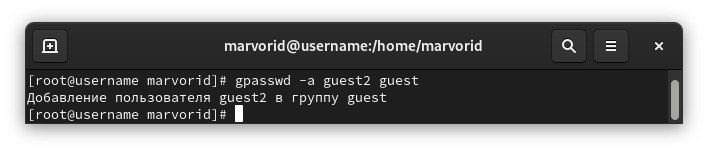 marvorid@username:/home/marvorid
[root@username marvorid]# gpasswd -a guest2 guest
Добавление пользователя guest2 в группу guest
[root@username marvorid]#